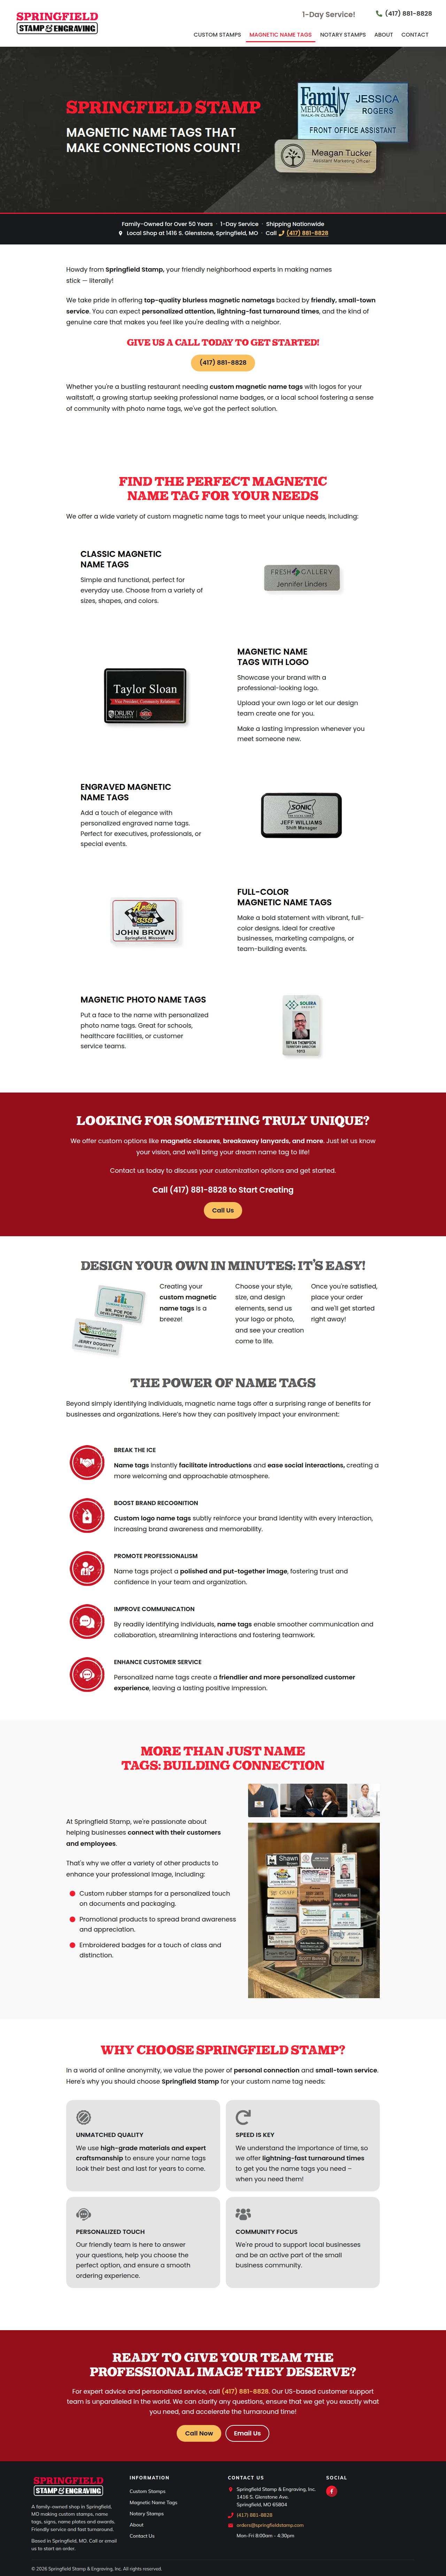 SPRINGFIELD
STAMP & ENGRAVING
1-Day Service!
(417) 881-8828
CUSTOM STAMPS
MAGNETIC NAME TAGS
NOTARY STAMPS
ABOUT
CONTACT
SPRINGFIELD STAMP
MAGNETIC NAME TAGS THAT
MAKE CONNECTIONS COUNT!
Family MEDICAL WALK-IN CLINICS
JESSICA
ROGERS
FRONT OFFICE ASSISTANT
Meagan Tucker
Assistant Marketing Officer
Family-Owned for Over 50 Years · 1-Day Service · Shipping Nationwide
Local Shop at 1416 S. Glenstone, Springfield, MO · Call (417) 881-8828
Howdy from Springfield Stamp, your friendly neighborhood experts in making names
stick — literally!
We take pride in offering top-quality blurless magnetic nametags backed by friendly, small-town
service. You can expect personalized attention, lightning-fast turnaround times, and the kind of
genuine care that makes you feel like you're dealing with a neighbor.
GIVE US A CALL TODAY TO GET STARTED!
(417) 881-8828
Whether you're a bustling restaurant needing custom magnetic name tags with logos for your
waitstaff, a growing startup seeking professional name badges, or a local school fostering a sense
of community with photo name tags, we've got the perfect solution.
FIND THE PERFECT MAGNETIC
NAME TAG FOR YOUR NEEDS
We offer a wide variety of custom magnetic name tags to meet your unique needs, including:
CLASSIC MAGNETIC
NAME TAGS
Simple and functional, perfect for
everyday use. Choose from a variety of
sizes, shapes, and colors.
FRESH GALLERY
Jennifer Linders
MAGNETIC NAME
TAGS WITH LOGO
Showcase your brand with a
professional-looking logo.
Upload your own logo or let our design
team create one for you.
Make a lasting impression whenever you
meet someone new.
Taylor Sloan
Vice President, Community Relations
DRURY
ENGRAVED MAGNETIC
NAME TAGS
Add a touch of elegance with
personalized engraved name tags.
Perfect for executives, professionals, or
special events.
SONIC
JEFF WILLIAMS
Shift Manager
FULL-COLOR
MAGNETIC NAME TAGS
Make a bold statement with vibrant, full-
color designs. Ideal for creative
businesses, marketing campaigns, or
team-building events.
JOHN BROWN
Springfield, Missouri
MAGNETIC PHOTO NAME TAGS
Put a face to the name with personalized
photo name tags. Great for schools,
healthcare facilities, or customer
service teams.
SOLERA
BRYAN THOMPSON
TERRITORY DIRECTOR
1013
LOOKING FOR SOMETHING TRULY UNIQUE?
We offer custom options like magnetic closures, breakaway lanyards, and more. Just let us know
your vision, and we'll bring your dream name tag to life!
Contact us today to discuss your customization options and get started.
Call (417) 881-8828 to Start Creating
Call Us
DESIGN YOUR OWN IN MINUTES: IT'S EASY!
MR. POE POK
JERRY DOUGHTY
Creating your
custom magnetic
name tags is a
breeze!
Choose your style,
size, and design
elements, send us
your logo or photo,
and see your creation
come to life.
Once you're satisfied,
place your order
and we'll get started
right away!
THE POWER OF NAME TAGS
Beyond simply identifying individuals, magnetic name tags offer a surprising range of benefits for
businesses and organizations. Here's how they can positively impact your environment:
BREAK THE ICE
Name tags instantly facilitate introductions and ease social interactions, creating a
more welcoming and approachable atmosphere.
BOOST BRAND RECOGNITION
Custom logo name tags subtly reinforce your brand identity with every interaction,
increasing brand awareness and memorability.
PROMOTE PROFESSIONALISM
Name tags project a polished and put-together image, fostering trust and
confidence in your team and organization.
IMPROVE COMMUNICATION
By readily identifying individuals, name tags enable smoother communication and
collaboration, streamlining interactions and fostering teamwork.
ENHANCE CUSTOMER SERVICE
Personalized name tags create a friendlier and more personalized customer
experience, leaving a lasting positive impression.
MORE THAN JUST NAME
TAGS: BUILDING CONNECTION
At Springfield Stamp, we're passionate about
helping businesses connect with their customers
and employees.
That's why we offer a variety of other products to
enhance your professional image, including:
Custom rubber stamps for a personalized touch
on documents and packaging.
Promotional products to spread brand awareness
and appreciation.
Embroidered badges for a touch of class and
distinction.
Shawn
JOHN BROWN
Taylor Sloan
WHY CHOOSE SPRINGFIELD STAMP?
In a world of online anonymity, we value the power of personal connection and small-town service.
Here's why you should choose Springfield Stamp for your custom name tag needs:
UNMATCHED QUALITY
We use high-grade materials and expert
craftsmanship to ensure your name tags
look their best and last for years to come.
SPEED IS KEY
We understand the importance of time, so
we offer lightning-fast turnaround times
to get you the name tags you need –
when you need them!
PERSONALIZED TOUCH
Our friendly team is here to answer
your questions, help you choose the
perfect option, and ensure a smooth
ordering experience.
COMMUNITY FOCUS
We're proud to support local businesses
and be an active part of the small
business community.
READY TO GIVE YOUR TEAM THE
PROFESSIONAL IMAGE THEY DESERVE?
For expert advice and personalized service, call (417) 881-8828. Our US-based customer support
team is unparalleled in the world. We can clarify any questions, ensure that we get you exactly what
you need, and accelerate the turnaround time!
Call Now
Email Us
SPRINGFIELD
STAMP & ENGRAVING
A family-owned shop in Springfield,
MO making custom stamps, name
tags, signs, name plates and awards.
Friendly service and fast turnaround.
Based in Springfield, MO. Call or email
us to start an order.
INFORMATION
Custom Stamps
Magnetic Name Tags
Notary Stamps
About
Contact Us
CONTACT US
Springfield Stamp & Engraving, Inc.
1416 S. Glenstone Ave.
Springfield, MO 65804
(417) 881-8828
orders@springfieldstamp.com
Mon-Fri 8:00am - 4:30pm
SOCIAL
© 2026 Springfield Stamp & Engraving, Inc. All rights reserved.